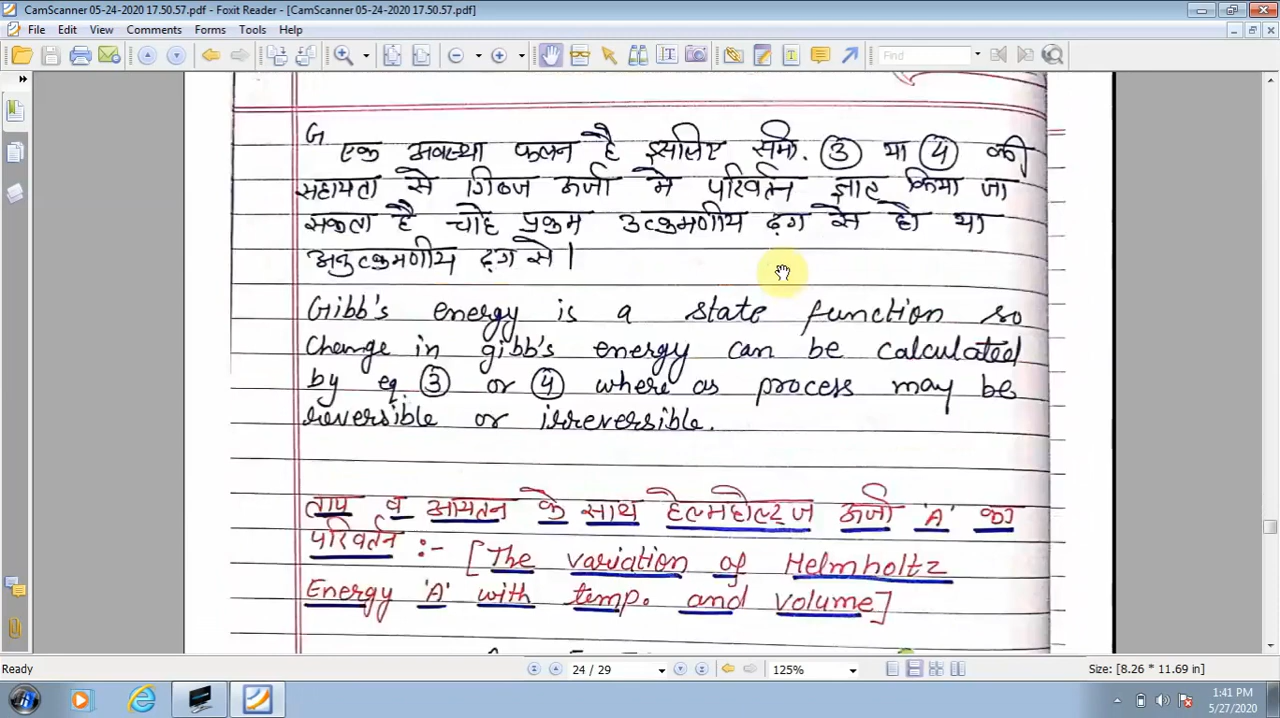 CamScanner 05-24-2020 17.50.57.pdf - Foxit Reader - [CamScanner 05-24-2020 17.50.57.pdf]
File Edit View Comments Forms Tools Help
Find
G
एक अवस्था फलन है इसलिए समी. ③ या ④ की
सहायता से गिब्ज ऊर्जा मे परिवर्तन ज्ञात किया जा
सकता है चाहे प्रक्रम उत्क्रमणीय ढ़ग से हो या
अनुत्क्रमणीय ढ़ग से |
Gibb's energy is a state function so
change in gibb's energy can be calculated
by eq. ③ or ④ where as process may be
reversible or irreversible.
ताप व आयतन के साथ हेल्महोल्ट्ज ऊर्जा 'A' का
परिवर्तन :- [The variation of Helmholtz
Energy 'A' with temp. and volume]
Ready 24 / 29 125% Size: [8.26 * 11.69 in]
1:41 PM
5/27/2020